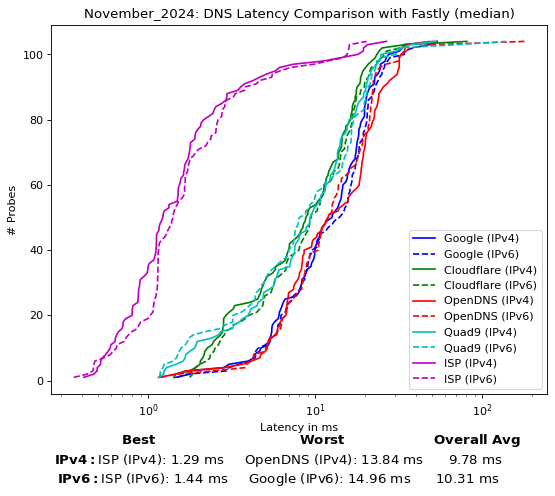 November_2024: DNS Latency Comparison with Fastly (median)
# Probes
100
80
60
40
20
0
Google (IPv4)
Google (IPv6)
Cloudflare (IPv4)
Cloudflare (IPv6)
OpenDNS (IPv4)
OpenDNS (IPv6)
Quad9 (IPv4)
Quad9 (IPv6)
ISP (IPv4)
ISP (IPv6)
10⁰ 10¹ 10²
Latency in ms
Best Worst Overall Avg
IPv4: ISP (IPv4): 1.29 ms OpenDNS (IPv4): 13.84 ms 9.78 ms
IPv6: ISP (IPv6): 1.44 ms Google (IPv6): 14.96 ms 10.31 ms